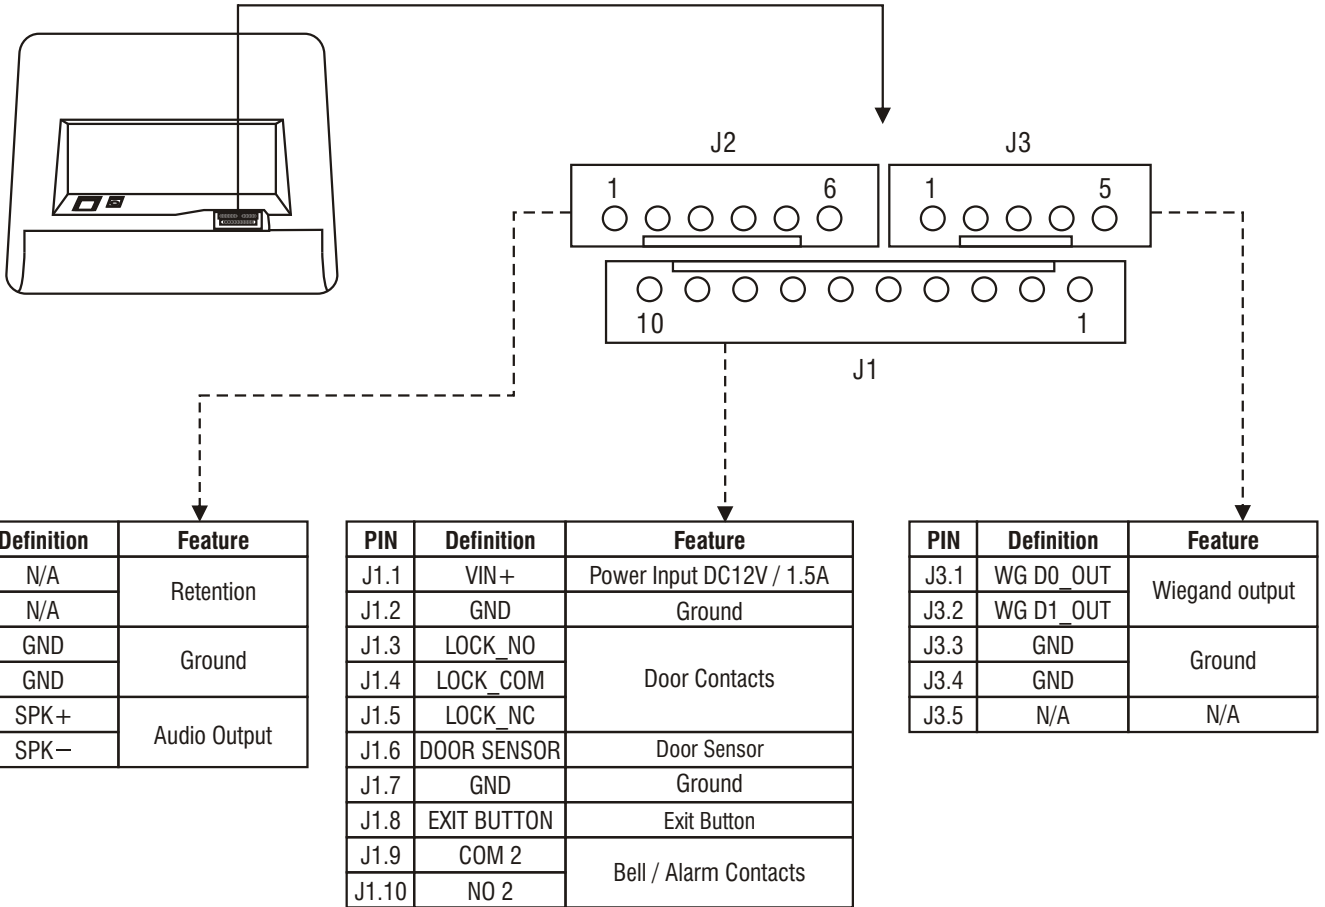 J2 J3
1 6 1 5
10 1
J1
Definition Feature
N/A Retention
N/A
GND Ground
GND
SPK+ Audio Output
SPK−
PIN Definition Feature
J1.1 VIN+ Power Input DC12V / 1.5A
J1.2 GND Ground
J1.3 LOCK_NO Door Contacts
J1.4 LOCK_COM
J1.5 LOCK_NC
J1.6 DOOR SENSOR Door Sensor
J1.7 GND Ground
J1.8 EXIT BUTTON Exit Button
J1.9 COM 2 Bell / Alarm Contacts
J1.10 NO 2
PIN Definition Feature
J3.1 WG D0_OUT Wiegand output
J3.2 WG D1_OUT
J3.3 GND Ground
J3.4 GND
J3.5 N/A N/A